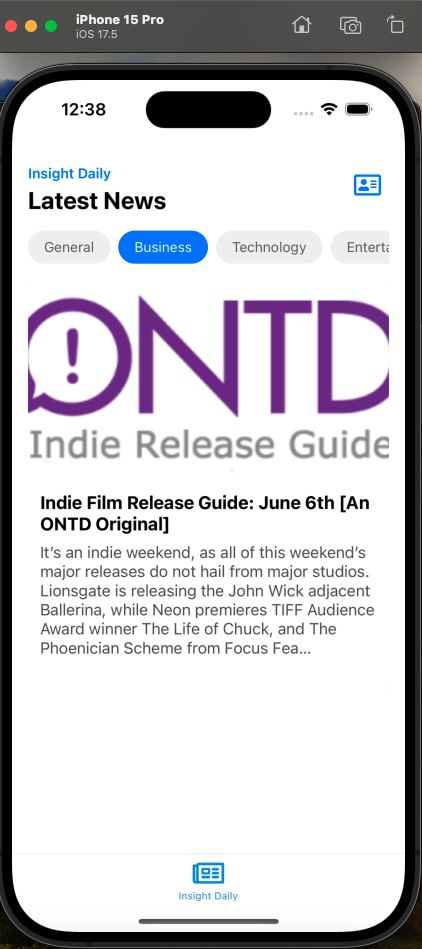 iPhone 15 Pro
iOS 17.5
12:38
Insight Daily
Latest News
General
Business
Technology
Enterta
ONTD
Indie Release Guide
Indie Film Release Guide: June 6th [An
ONTD Original]
It’s an indie weekend, as all of this weekend’s
major releases do not hail from major studios.
Lionsgate is releasing the John Wick adjacent
Ballerina, while Neon premieres TIFF Audience
Award winner The Life of Chuck, and The
Phoenician Scheme from Focus Fea...
Insight Daily